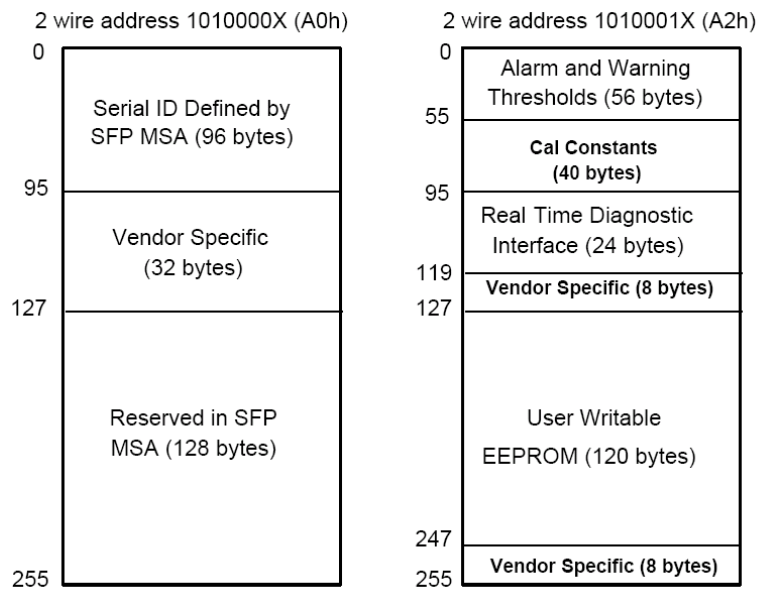 2 wire address 1010000X (A0h)
0
Serial ID Defined by
SFP MSA (96 bytes)
95
Vendor Specific
(32 bytes)
127
Reserved in SFP
MSA (128 bytes)
255
2 wire address 1010001X (A2h)
0
Alarm and Warning
Thresholds (56 bytes)
55
Cal Constants
(40 bytes)
95
Real Time Diagnostic
Interface (24 bytes)
119
Vendor Specific (8 bytes)
127
User Writable
EEPROM (120 bytes)
247
Vendor Specific (8 bytes)
255